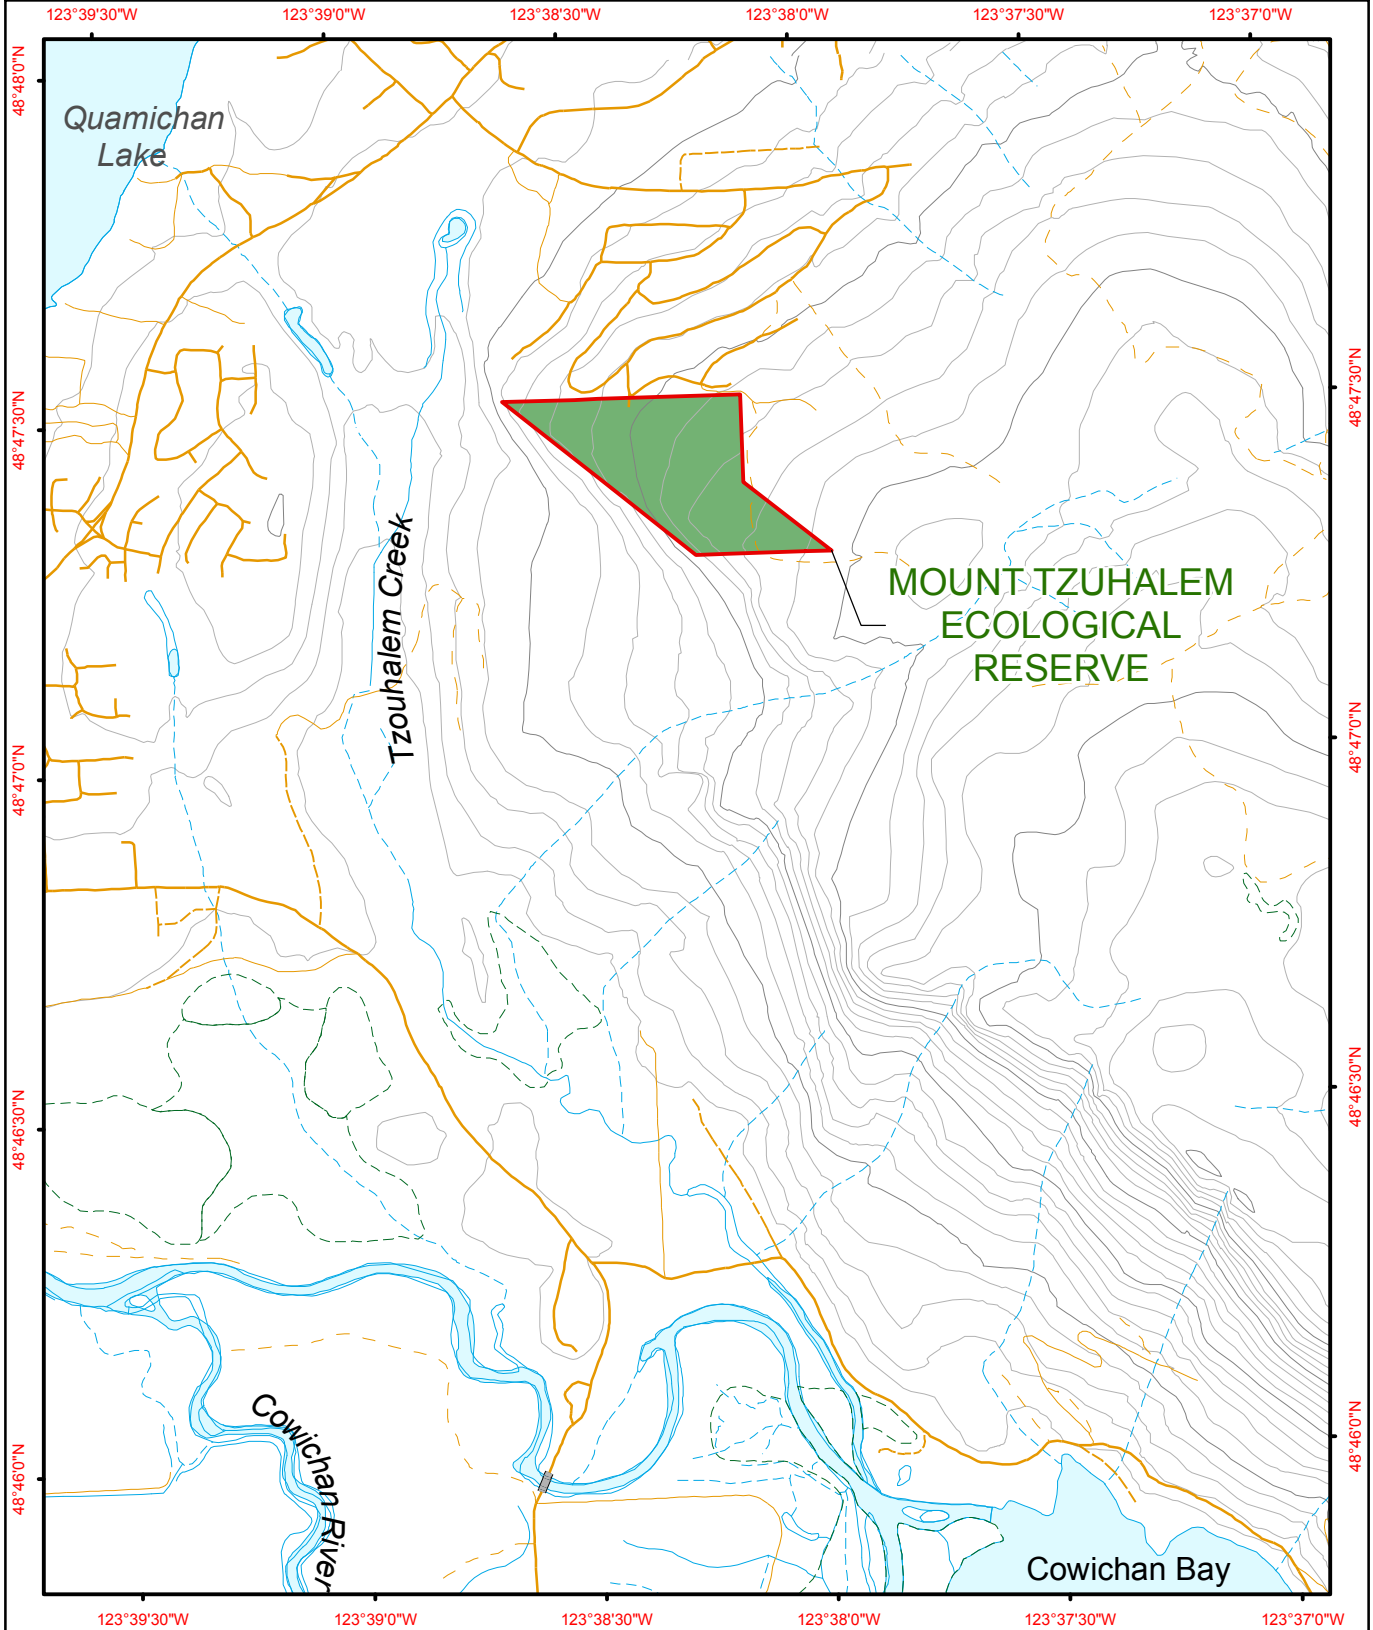 123°39'30"W
123°39'0"W
123°38'30"W
123°38'0"W
123°37'30"W
123°37'0"W
48°48'0"N
Quamichan
Lake
48°47'30"N
48°47'30"N
Tzouhalem Creek
MOUNT TZUHALEM
ECOLOGICAL
RESERVE
48°47'0"N
48°47'0"N
48°46'30"N
48°46'30"N
Cowichan River
48°46'0"N
48°46'0"N
Cowichan Bay
123°39'30"W
123°39'0"W
123°38'30"W
123°38'0"W
123°37'30"W
123°37'0"W